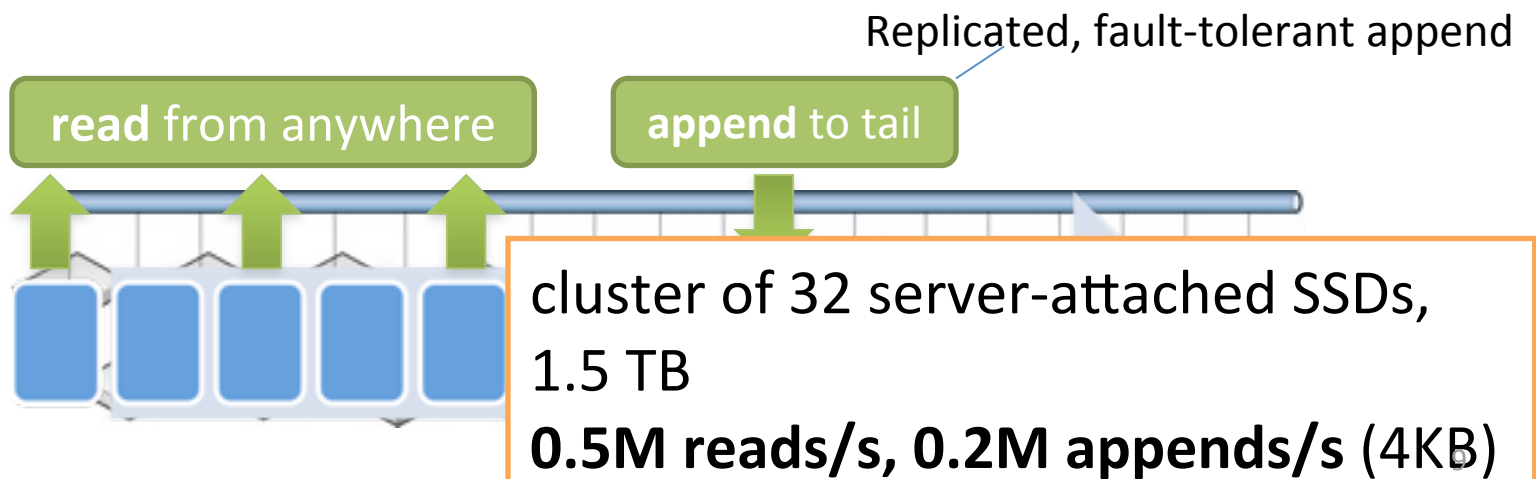 Replicated, fault-tolerant append
read from anywhere
append to tail
cluster of 32 server-attached SSDs,
1.5 TB
0.5M reads/s, 0.2M appends/s (4KB)
9